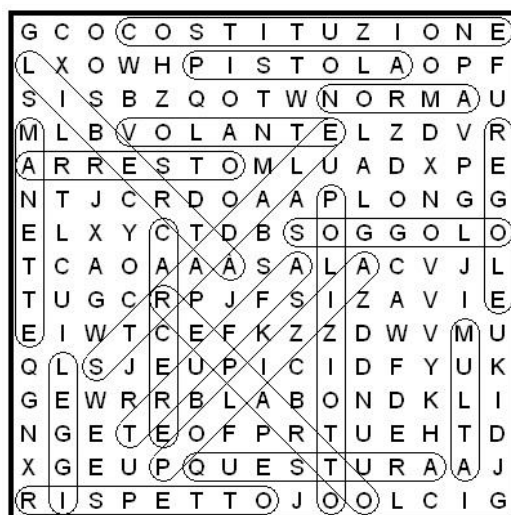 G C O C O S T I T U Z I O N E
L X O W H P I S T O L A O P F
S I S B Z Q O T W N O R M A U
M L B V O L A N T E L Z D V R
A R R E S T O M L U A D X P E
N T J C R D O A A P L O N G G
E L X Y C T D B S O G G O L O
T C A O A A A S A L A C V J L
T U G C R P J F S I Z A V I E
E I W T C E F K Z Z D W V M U
Q L S J E U P I C I D F Y U K
G E W R R B L A B O N D K L I
N G E T E O F P R T U E H T D
X G E U P Q U E S T U R A A J
R I S P E T T O J O O L C I G